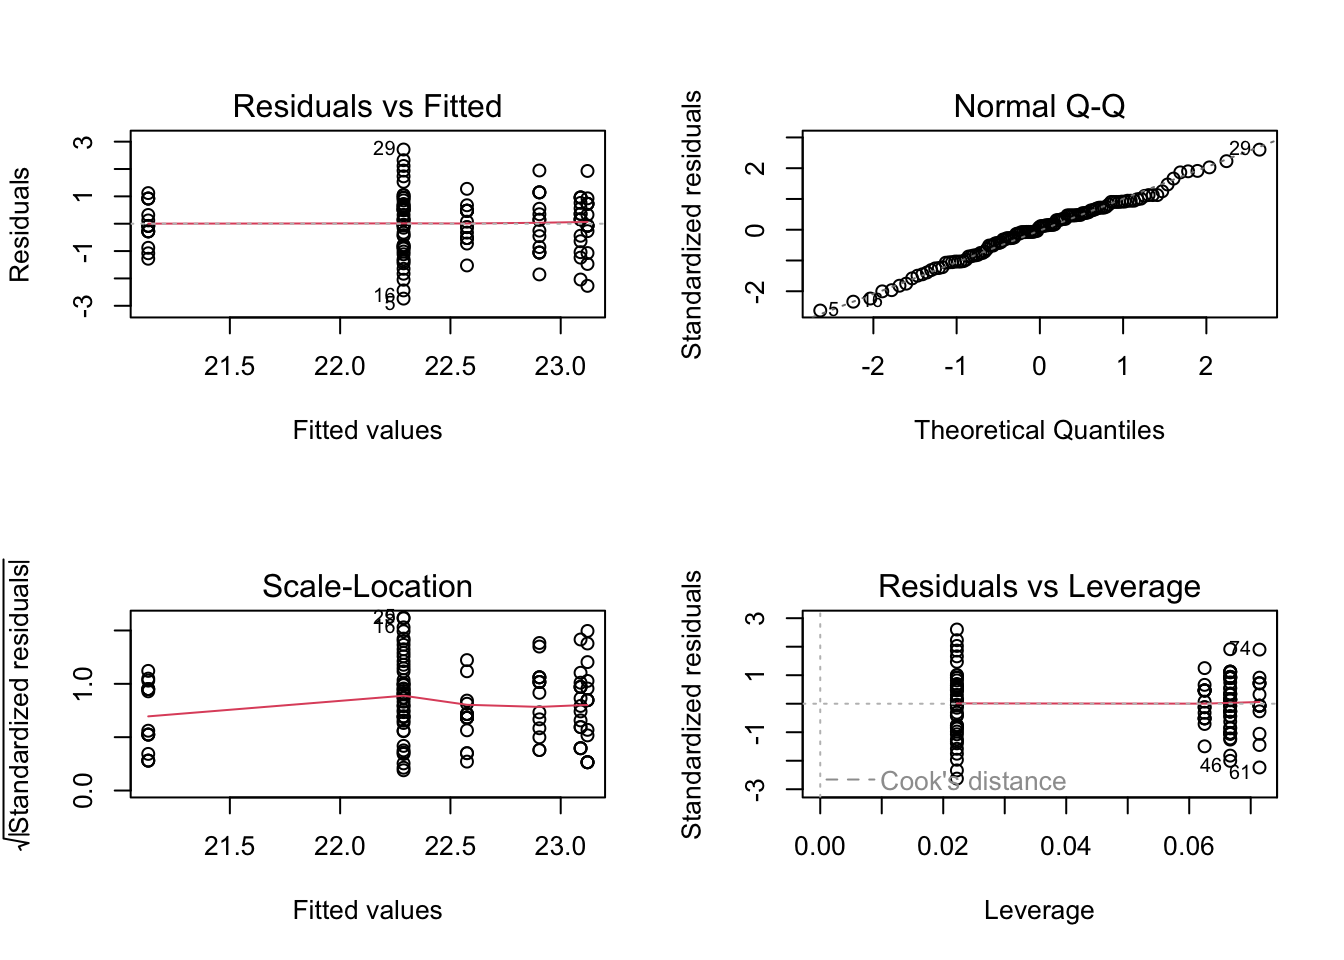 Residuals vs Fitted
Residuals
3
1
-1
-3
29
16
5
21.5 22.0 22.5 23.0
Fitted values
Normal Q-Q
Standardized residuals
2
0
-2
29
16
5
-2 -1 0 1 2
Theoretical Quantiles
Scale-Location
√|Standardized residuals|
1.0
0.0
29
5
16
21.5 22.0 22.5 23.0
Fitted values
Residuals vs Leverage
Standardized residuals
3
1
-1
-3
74
46
61
Cook's distance
0.00 0.02 0.04 0.06
Leverage